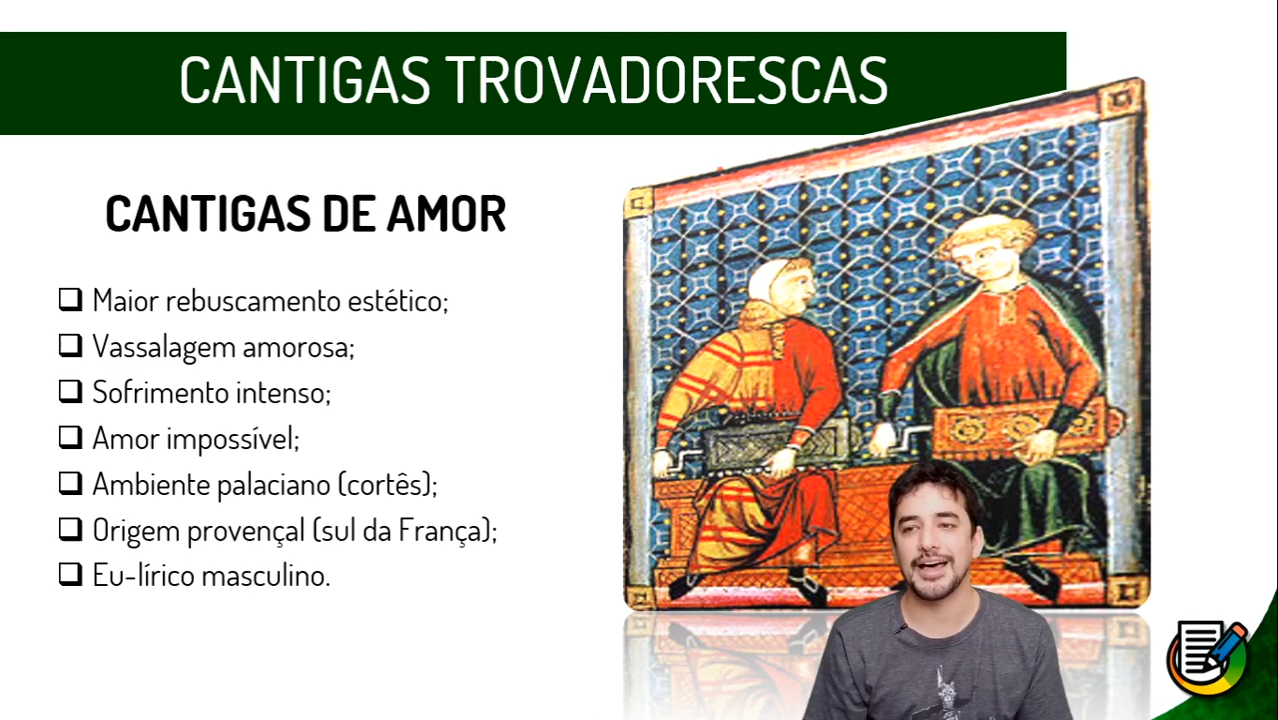 CANTIGAS TROVADORESCAS
CANTIGAS DE AMOR
Maior rebuscamento estético;
Vassalagem amorosa;
Sofrimento intenso;
Amor impossível;
Ambiente palaciano (cortês);
Origem provençal (sul da França);
Eu-lírico masculino.